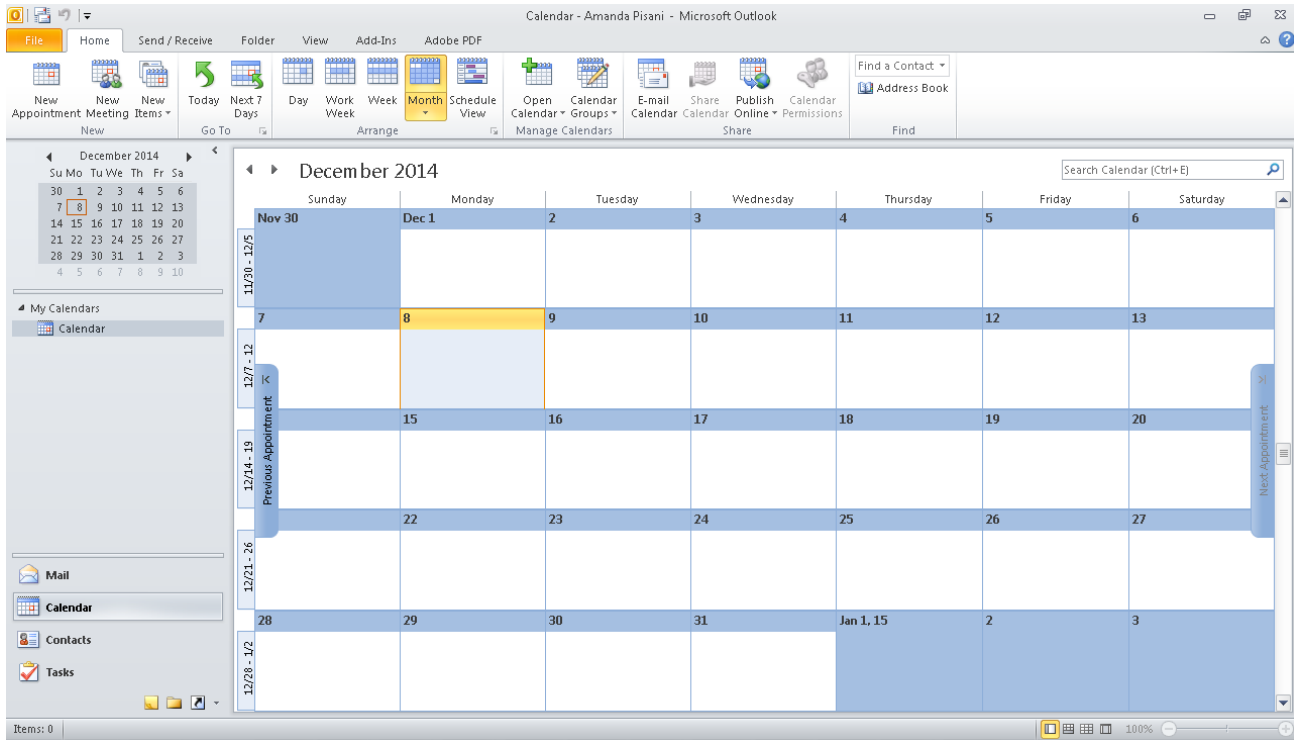 Calendar - Amanda Pisani - Microsoft Outlook
File Home Send / Receive Folder View Add-Ins Adobe PDF
New Appointment
New Meeting
New Items
New
Today
Next 7 Days
Go To
Day
Work Week
Week
Month
Schedule View
Arrange
Open Calendar
Calendar Groups
Manage Calendars
E-mail Calendar
Share Calendar
Publish Online
Calendar Permissions
Share
Find a Contact
Address Book
Find
December 2014
Su Mo Tu We Th Fr Sa
30 1 2 3 4 5 6
7 8 9 10 11 12 13
14 15 16 17 18 19 20
21 22 23 24 25 26 27
28 29 30 31 1 2 3
4 5 6 7 8 9 10
My Calendars
Calendar
Mail
Calendar
Contacts
Tasks
December 2014
Search Calendar (Ctrl+E)
Sunday Monday Tuesday Wednesday Thursday Friday Saturday
Nov 30 Dec 1 2 3 4 5 6
11/30 - 12/5
7 8 9 10 11 12 13
12/7 - 12
Previous Appointment
Next Appointment
15 16 17 18 19 20
12/14 - 19
22 23 24 25 26 27
12/21 - 26
28 29 30 31 Jan 1, 15 2 3
12/28 - 1/2
Items: 0
100%